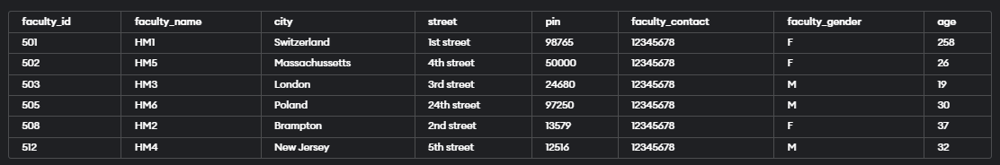 faculty_id faculty_name city street pin faculty_contact faculty_gender age
501 HM1 Switzerland 1st street 98765 12345678 F 258
502 HM5 Massachussetts 4th street 50000 12345678 F 26
503 HM3 London 3rd street 24680 12345678 M 19
505 HM6 Poland 24th street 97250 12345678 M 30
508 HM2 Brampton 2nd street 13579 12345678 F 37
512 HM4 New Jersey 5th street 12516 12345678 M 32